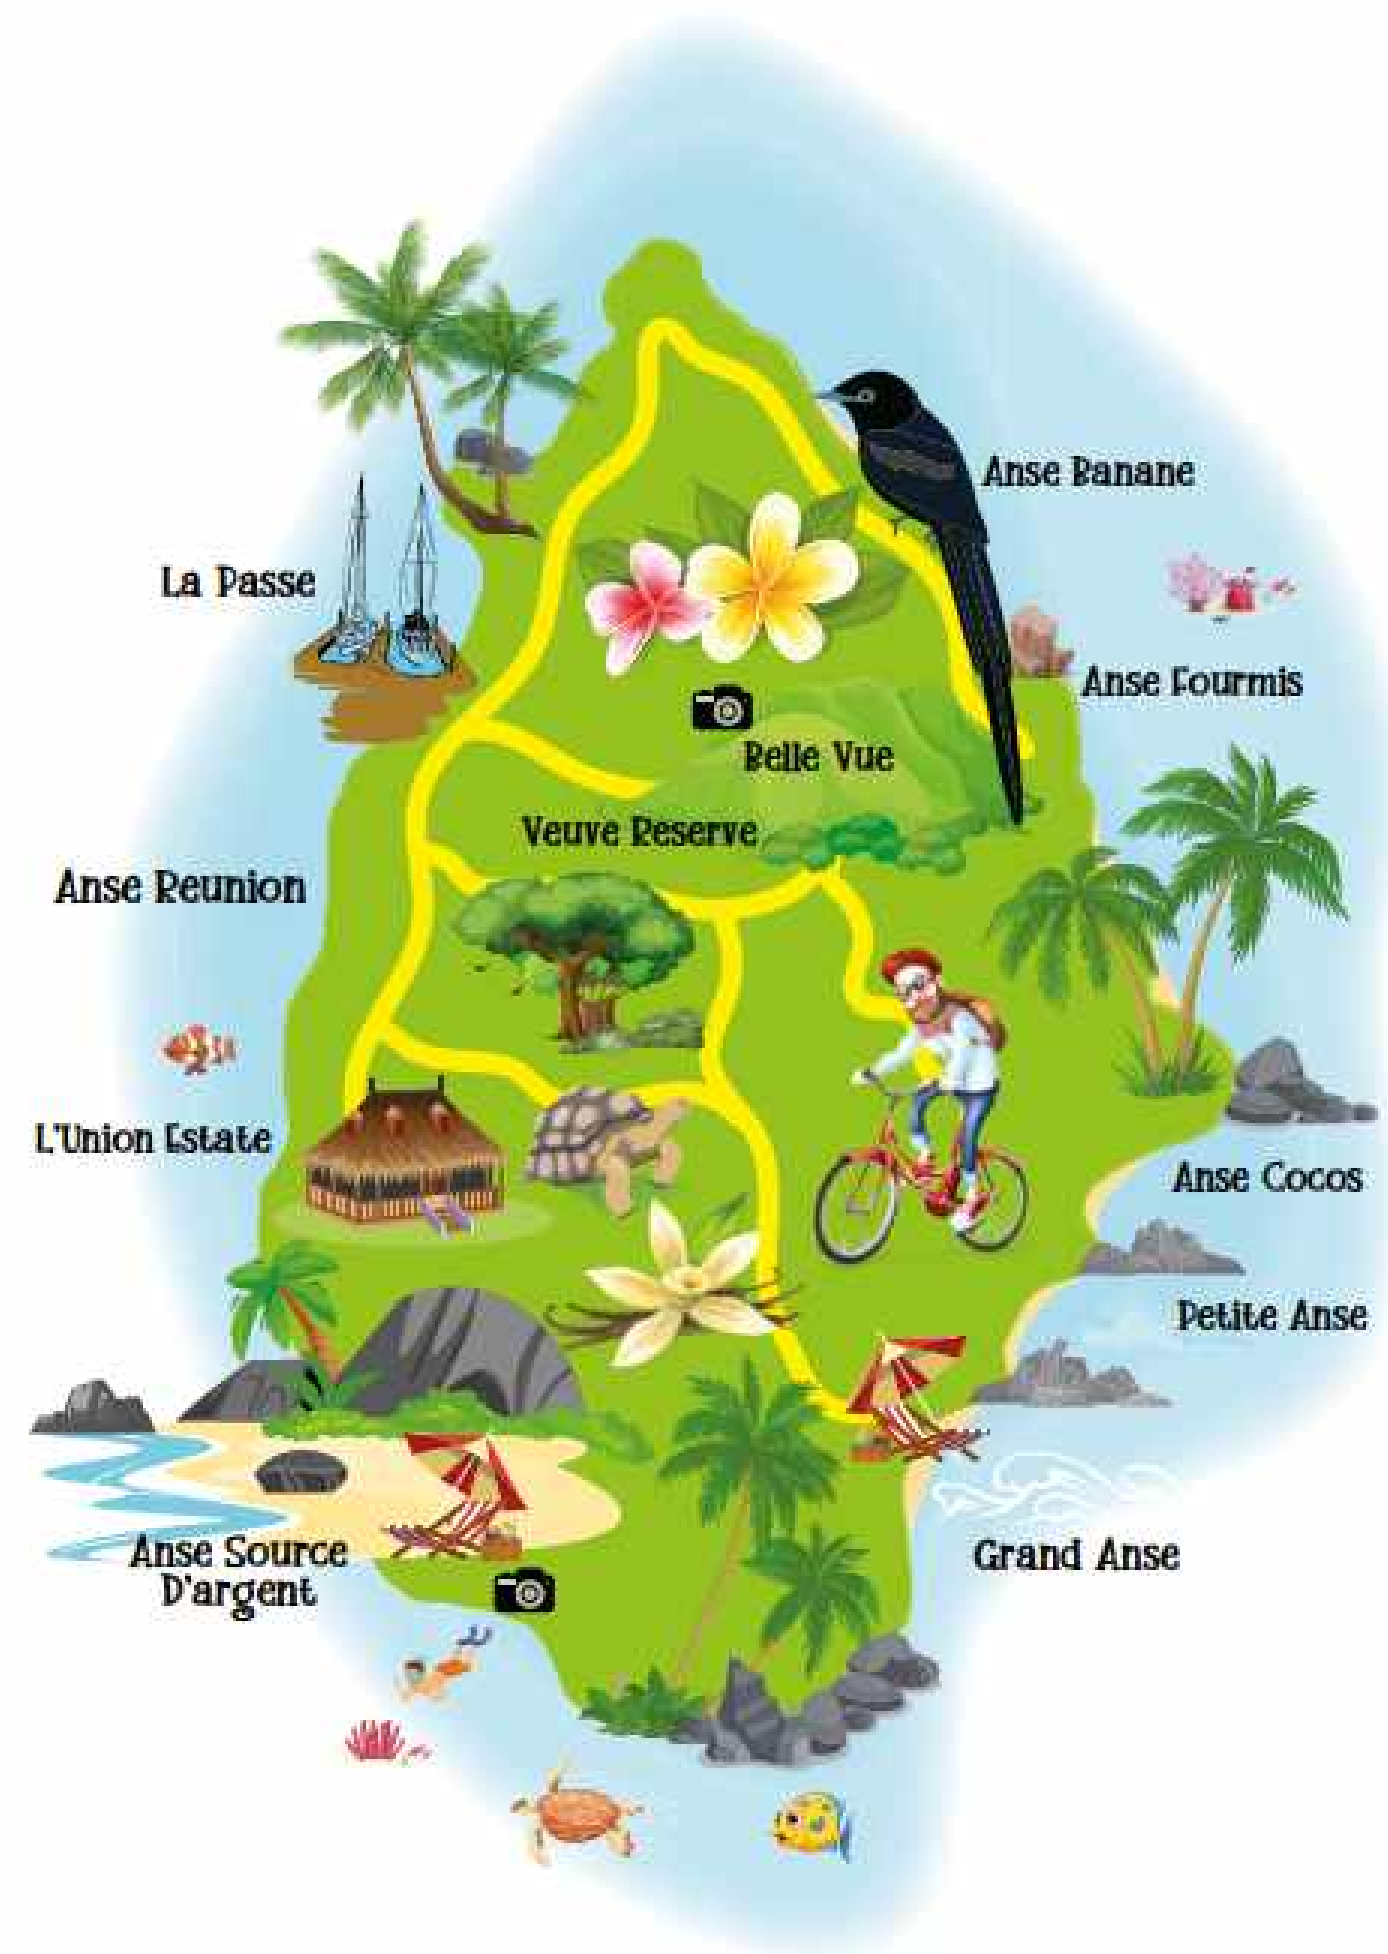 Anse Banane
La Passe
Anse Fourmis
Belle Vue
Veuve Reserve
Anse Reunion
L'Union Estate
Anse Cocos
Petite Anse
Anse Source
D'argent
Grand Anse